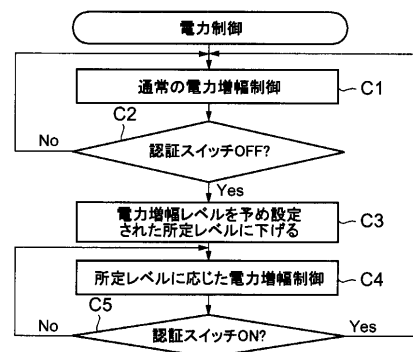 電力制御
通常の電力増幅制御
C1
C2
認証スイッチOFF?
No
Yes
電力増幅レベルを予め設定
された所定レベルに下げる
C3
所定レベルに応じた電力増幅制御
C4
C5
認証スイッチON?
No
Yes